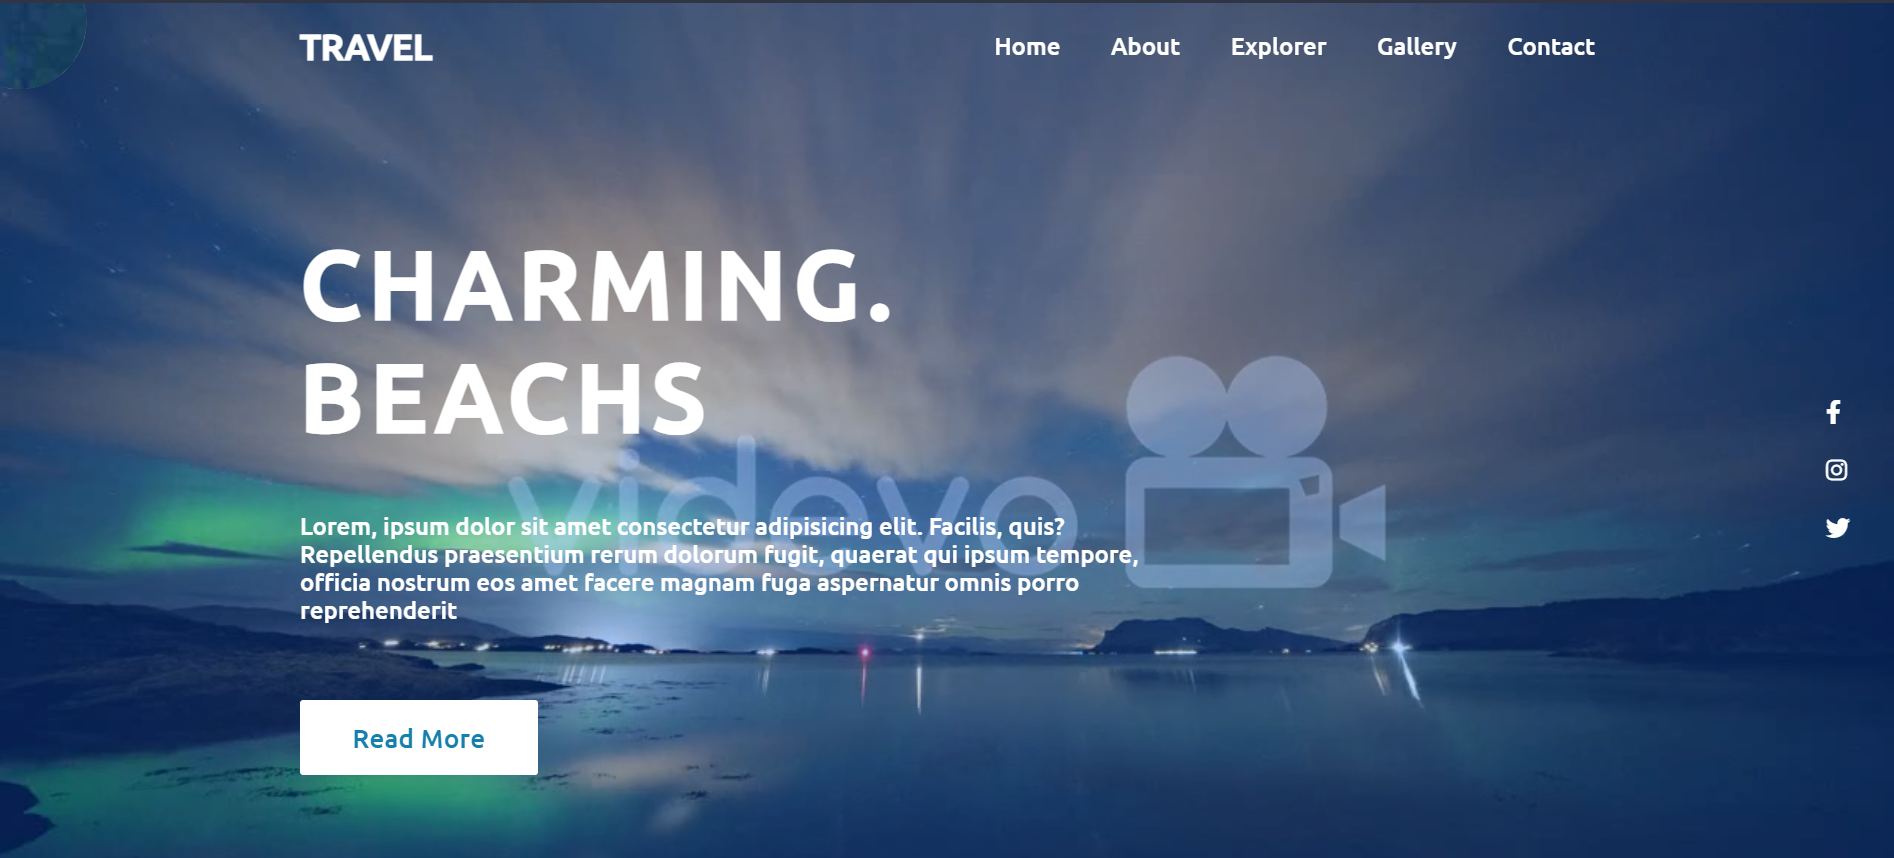 TRAVEL
Home About Explorer Gallery Contact
CHARMING.
BEACHS
videvo
Lorem, ipsum dolor sit amet consectetur adipisicing elit. Facilis, quis?
Repellendus praesentium rerum dolorum fugit, quaerat qui ipsum tempore,
officia nostrum eos amet facere magnam fuga aspernatur omnis porro
reprehenderit
Read More